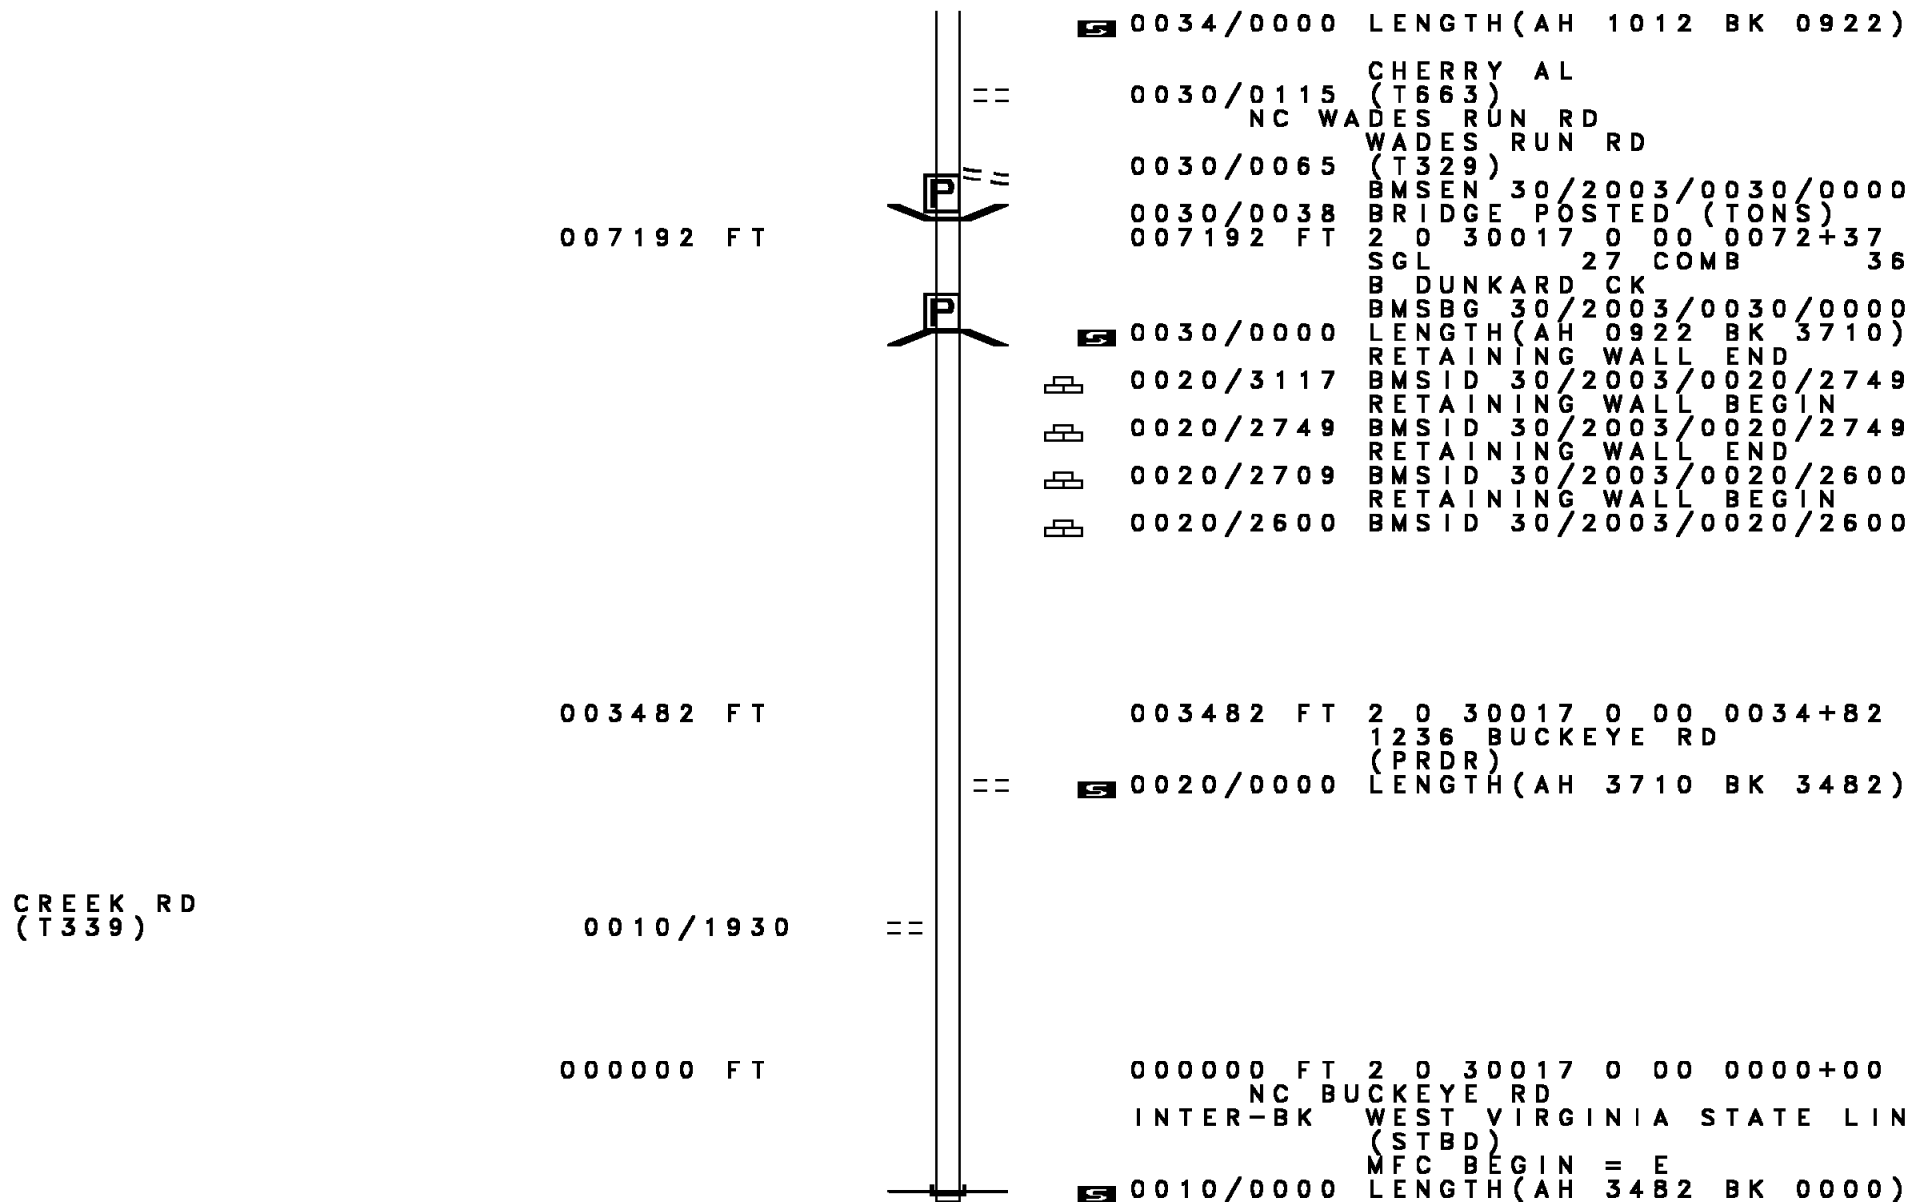 S 0034/0000 LENGTH(AH 1012 BK 0922)
CHERRY AL
0030/0115 (T663)
NC WADES RUN RD
WADES RUN RD
0030/0065 (T329)
P
BMSEN 30/2003/0030/0000
0030/0038 BRIDGE POSTED (TONS)
007192 FT 007192 FT 2 0 30017 0 00 0072+37
SGL 27 COMB 36
B DUNKARD CK
P
BMSBG 30/2003/0030/0000
S 0030/0000 LENGTH(AH 0922 BK 3710)
RETAINING WALL END
0020/3117 BMSID 30/2003/0020/2749
RETAINING WALL BEGIN
0020/2749 BMSID 30/2003/0020/2749
RETAINING WALL END
0020/2709 BMSID 30/2003/0020/2600
RETAINING WALL BEGIN
0020/2600 BMSID 30/2003/0020/2600
003482 FT 003482 FT 2 0 30017 0 00 0034+82
1236 BUCKEYE RD
(PRDR)
S 0020/0000 LENGTH(AH 3710 BK 3482)
CREEK RD
(T339) 0010/1930
000000 FT 000000 FT 2 0 30017 0 00 0000+00
NC BUCKEYE RD
INTER-BK WEST VIRGINIA STATE LIN
(STBD)
MFC BEGIN = E
S 0010/0000 LENGTH(AH 3482 BK 0000)